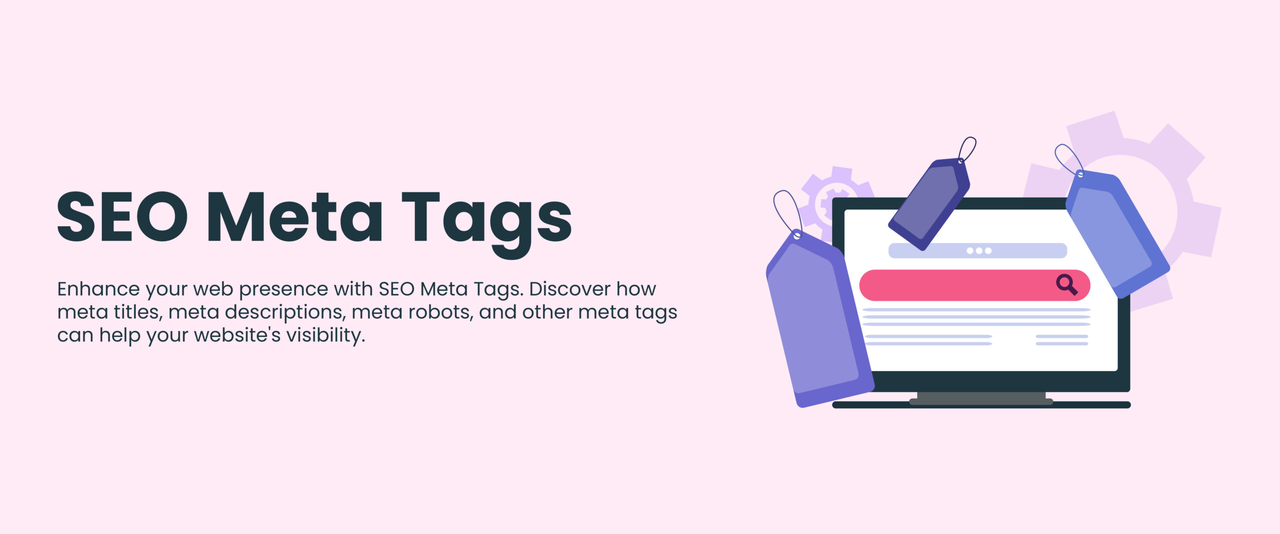 SEO Meta Tags
Enhance your web presence with SEO Meta Tags. Discover how
meta titles, meta descriptions, meta robots, and other meta tags
can help your website's visibility.